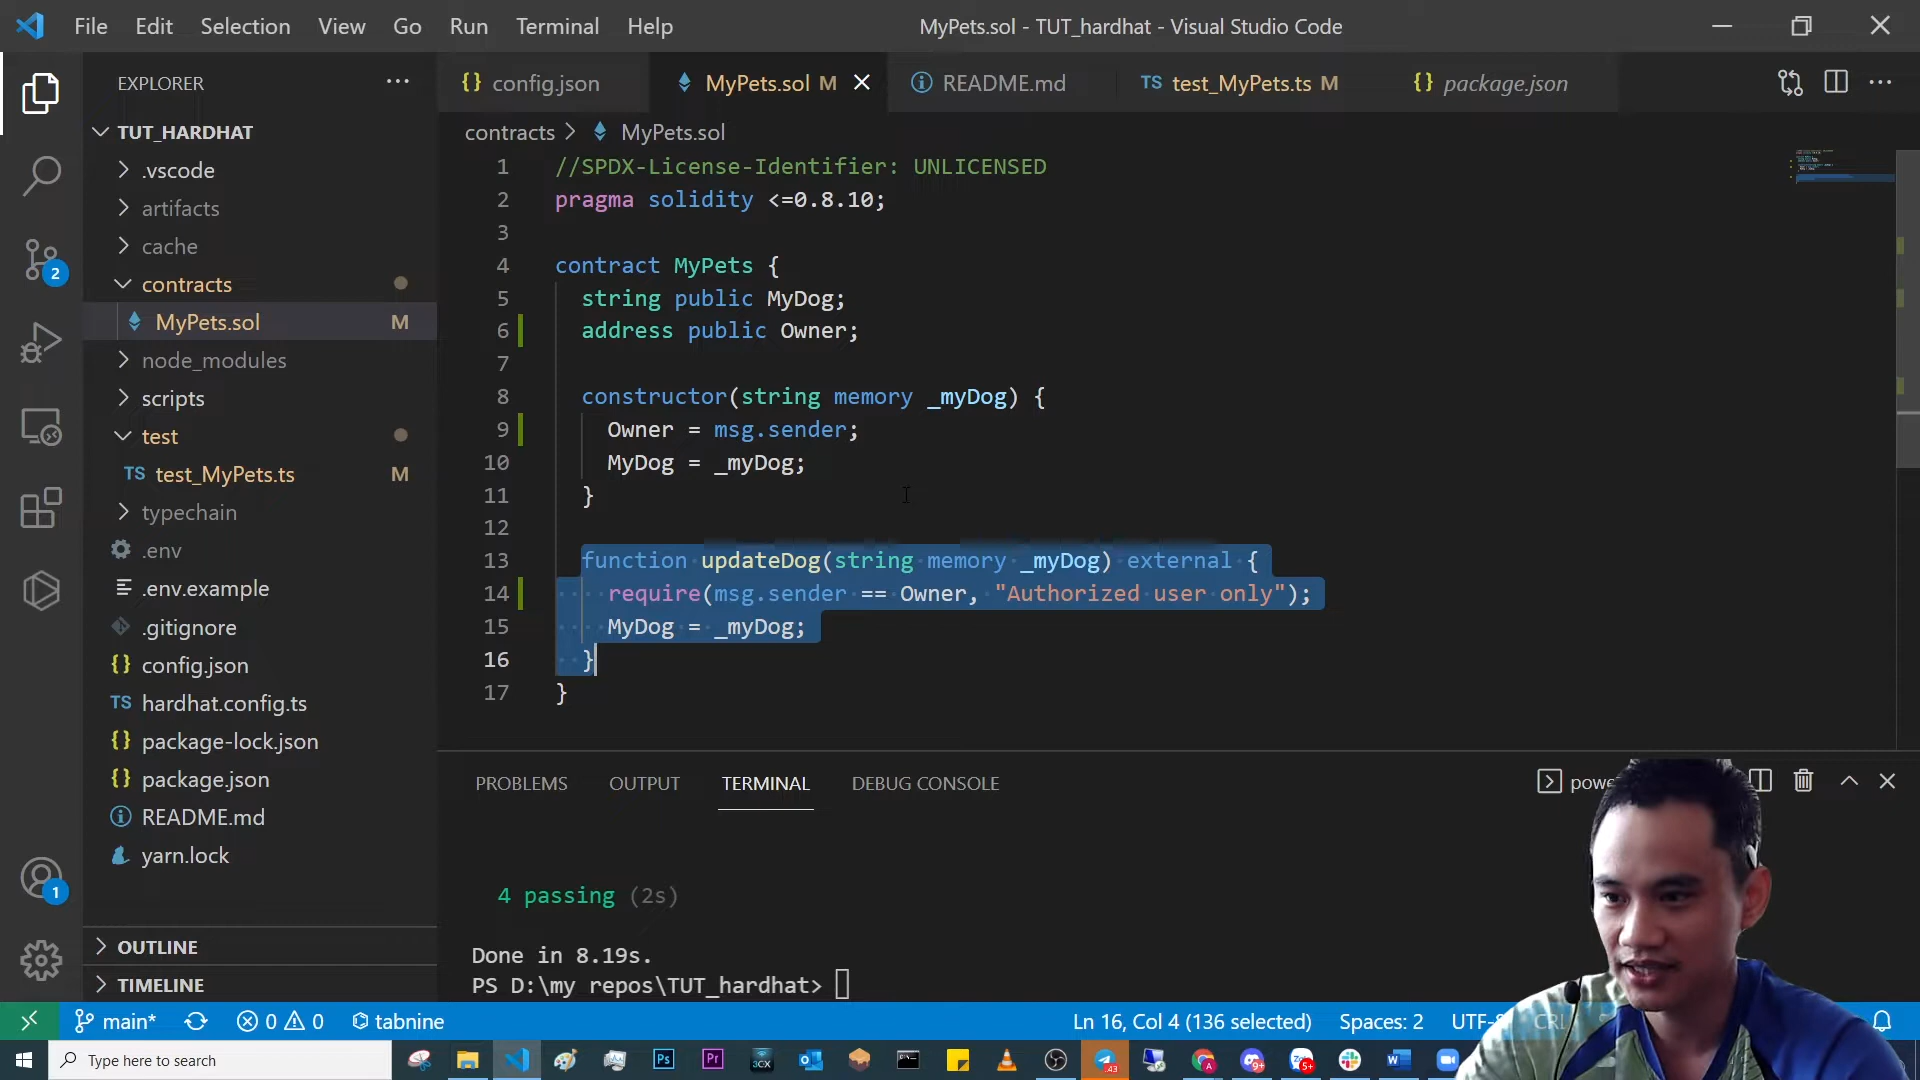 File Edit Selection View Go Run Terminal Help
MyPets.sol - TUT_hardhat - Visual Studio Code
EXPLORER
TUT_HARDHAT
.vscode
artifacts
cache
contracts
MyPets.sol M
node_modules
scripts
test
TS test_MyPets.ts M
typechain
.env
.env.example
.gitignore
{} config.json
TS hardhat.config.ts
{} package-lock.json
{} package.json
README.md
yarn.lock
OUTLINE
TIMELINE
2
1
{} config.json
MyPets.sol M
README.md
TS test_MyPets.ts M
{} package.json
contracts > MyPets.sol
1 //SPDX-License-Identifier: UNLICENSED
2 pragma solidity <=0.8.10;
3
4 contract MyPets {
5 string public MyDog;
6 address public Owner;
7
8 constructor(string memory _myDog) {
9 Owner = msg.sender;
10 MyDog = _myDog;
11 }
12
13 function updateDog(string memory _myDog) external {
14 require(msg.sender == Owner, "Authorized user only");
15 MyDog = _myDog;
16 }
17 }
PROBLEMS OUTPUT TERMINAL DEBUG CONSOLE
4 passing (2s)
Done in 8.19s.
PS D:\my repos\TUT_hardhat>
main* 0 0 tabnine
Ln 16, Col 4 (136 selected) Spaces: 2
Type here to search
Ps Pr 3CX
43
A
9+
5+